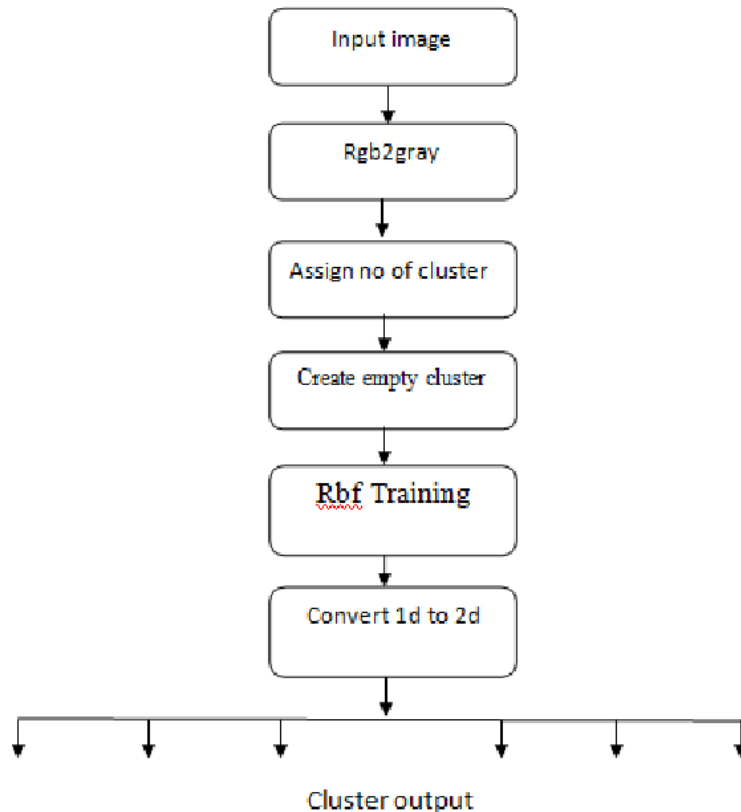 Input image
Rgb2gray
Assign no of cluster
Create empty cluster
Rbf Training
Convert 1d to 2d
Cluster output